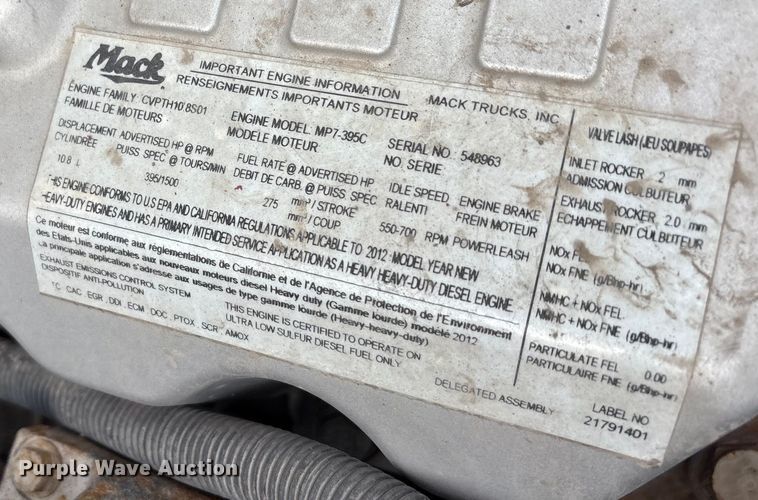 Mack
IMPORTANT ENGINE INFORMATION MACK TRUCKS, INC.
RENSEIGNEMENTS IMPORTANTS MOTEUR
ENGINE FAMILY CVPTH10.8S01
FAMILLE DE MOTEURS
ENGINE MODEL MP7-395C
MODELE MOTEUR
SERIAL NO 548963
NO. SERIE
DISPLACEMENT ADVERTISED HP @ RPM
CYLINDRÉE PUISS SPEC @ TOURS/MIN
10.8 L 395/1500
FUEL RATE @ ADVERTISED HP
DEBIT DE CARB @ PUISS SPEC
275 mm³ / STROKE
mm³ / COUP
IDLE SPEED
RALENTI
550-700 RPM
ENGINE BRAKE
FREIN MOTEUR
POWERLEASH
THIS ENGINE CONFORMS TO U.S EPA AND CALIFORNIA REGULATIONS APPLICABLE TO 2012 MODEL YEAR NEW
HEAVY-DUTY ENGINES AND HAS A PRIMARY INTENDED SERVICE APPLICATION AS A HEAVY HEAVY-DUTY DIESEL ENGINE.
Ce moteur est conforme aux réglementations de Californie et de l'Agence de Protection de l'Environment
des Etats-Unis applicables aux nouveaux moteurs diesel Heavy duty (Gamme lourde) modèlé 2012
La principale application s'adresse aux usages de type gamme lourde (Heavy-heavy-duty)
EXHAUST EMISSIONS CONTROL SYSTEM
DISPOSITIF ANTI-POLLUTION
TC , CAC , EGR , DDI , ECM , DOC , PTOX , SCR , AMOX
THIS ENGINE IS CERTIFIED TO OPERATE ON
ULTRA LOW SULFUR DIESEL FUEL ONLY
DELEGATED ASSEMBLY
VALVE LASH (JEU SOUPAPES)
INLET ROCKER .2 mm
ADMISSION CULBUTEUR
EXHAUST ROCKER 2.0 mm
ECHAPPEMENT CULBUTEUR
NOx FEL
NOx FNE (g/Bhp-hr)
NMHC + NOx FEL
NMHC + NOx FNE (g/Bhp-hr)
PARTICULATE FEL 0.00
PARTICULAIRE FNE (g/Bhp-hr)
LABEL NO
21791401
Purple Wave Auction